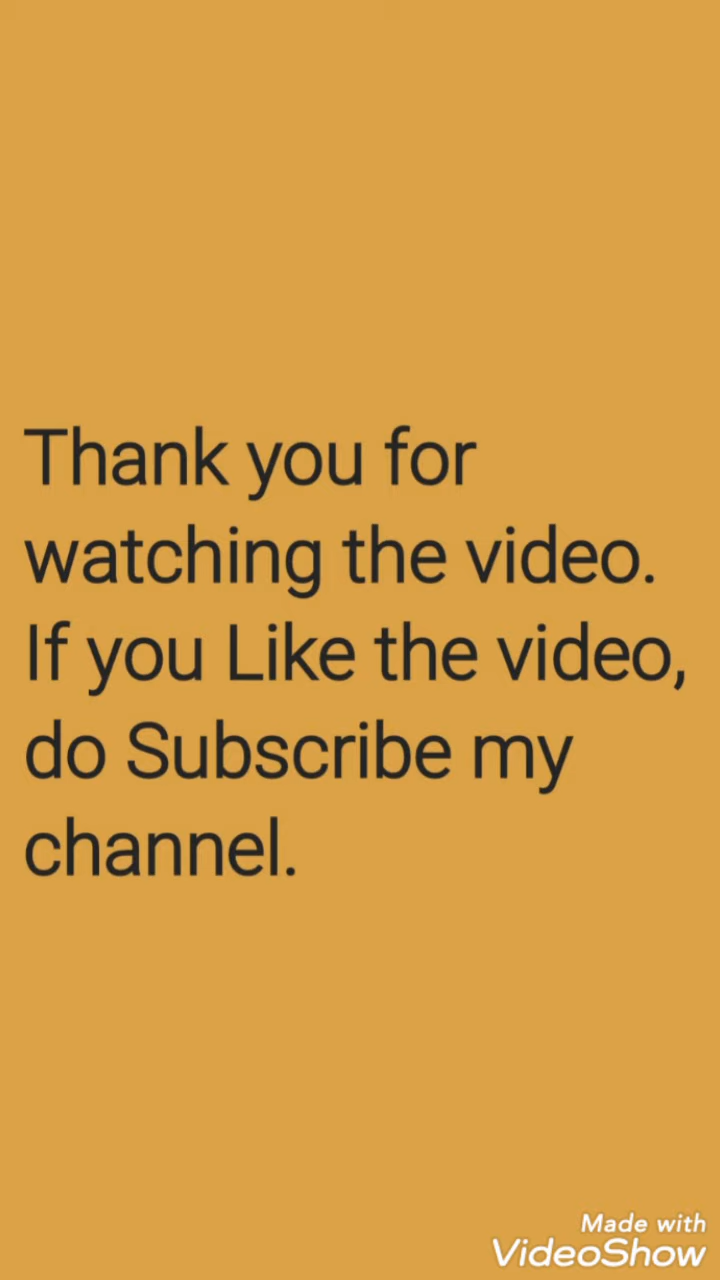 Thank you for
watching the video.
If you Like the video,
do Subscribe my
channel.
Made with
VideoShow